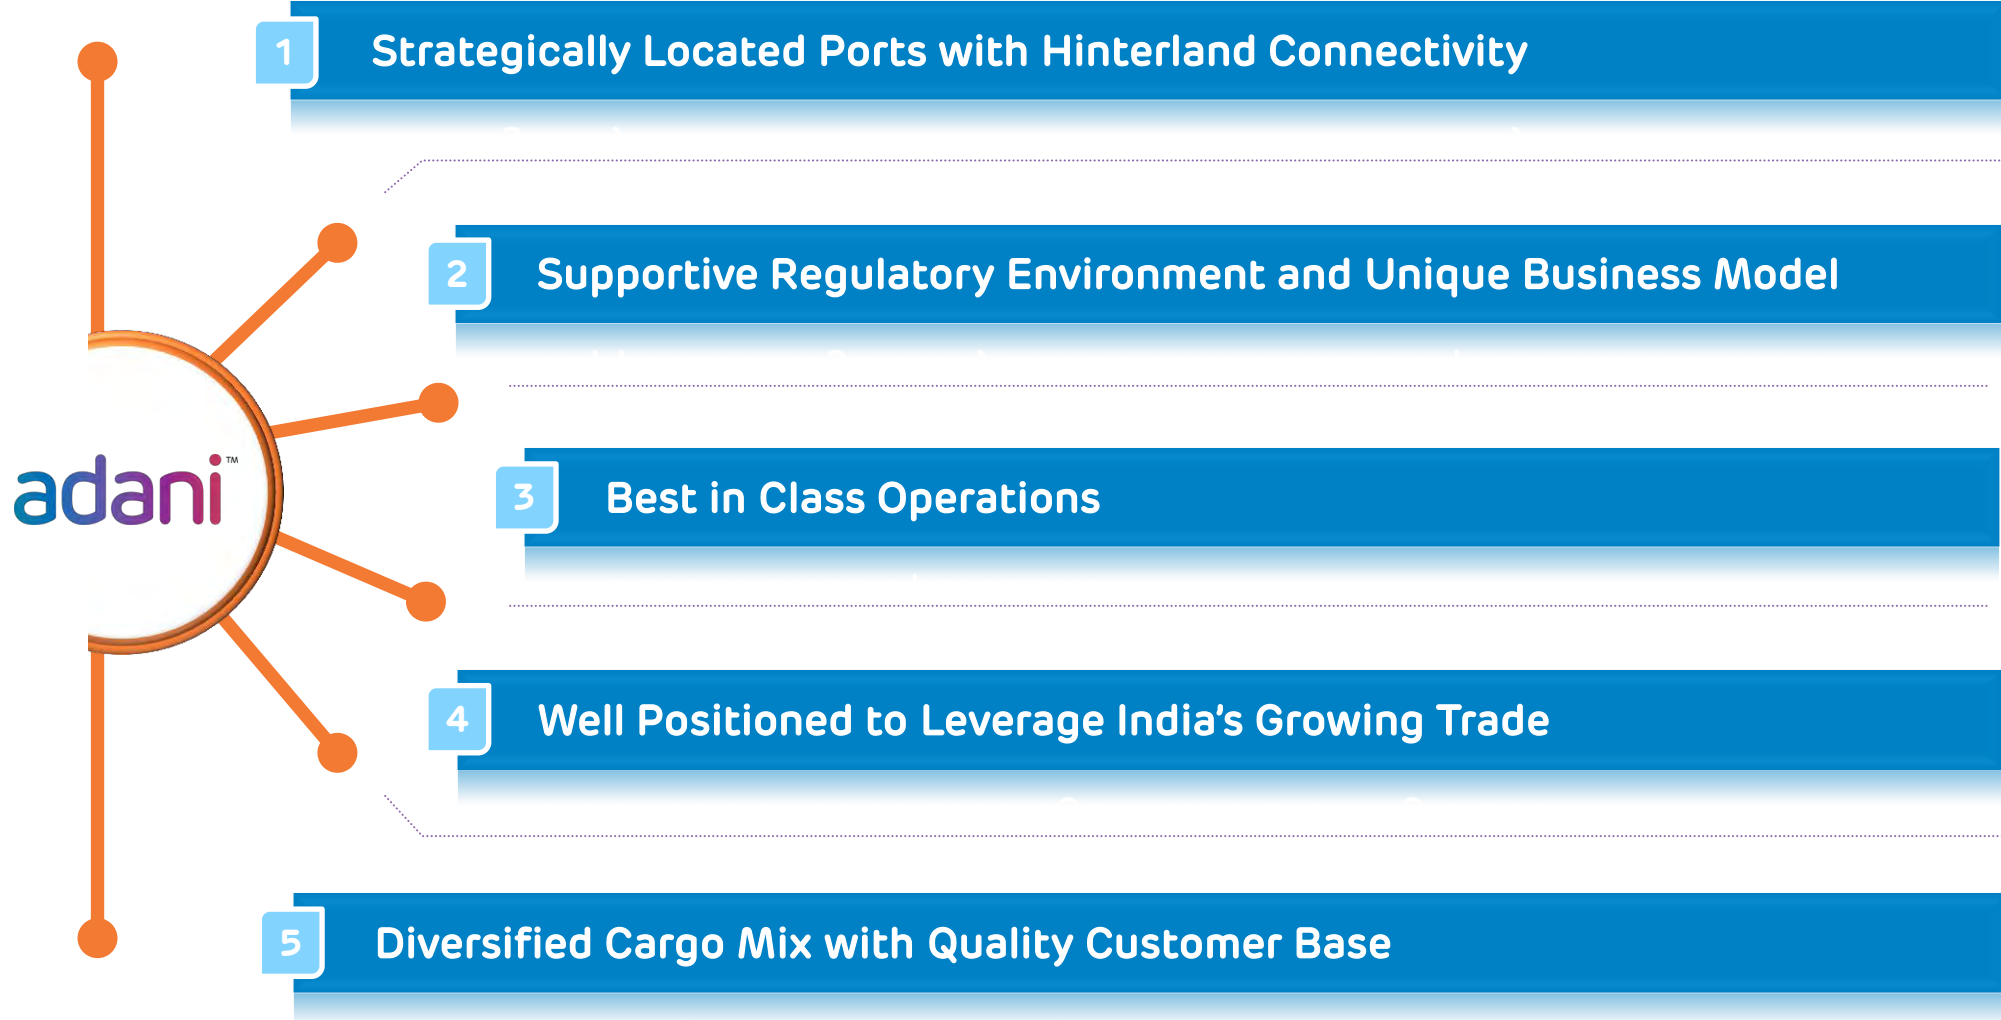 1
Strategically Located Ports with Hinterland Connectivity
2
Supportive Regulatory Environment and Unique Business Model
adani™
3
Best in Class Operations
4
Well Positioned to Leverage India’s Growing Trade
5
Diversified Cargo Mix with Quality Customer Base